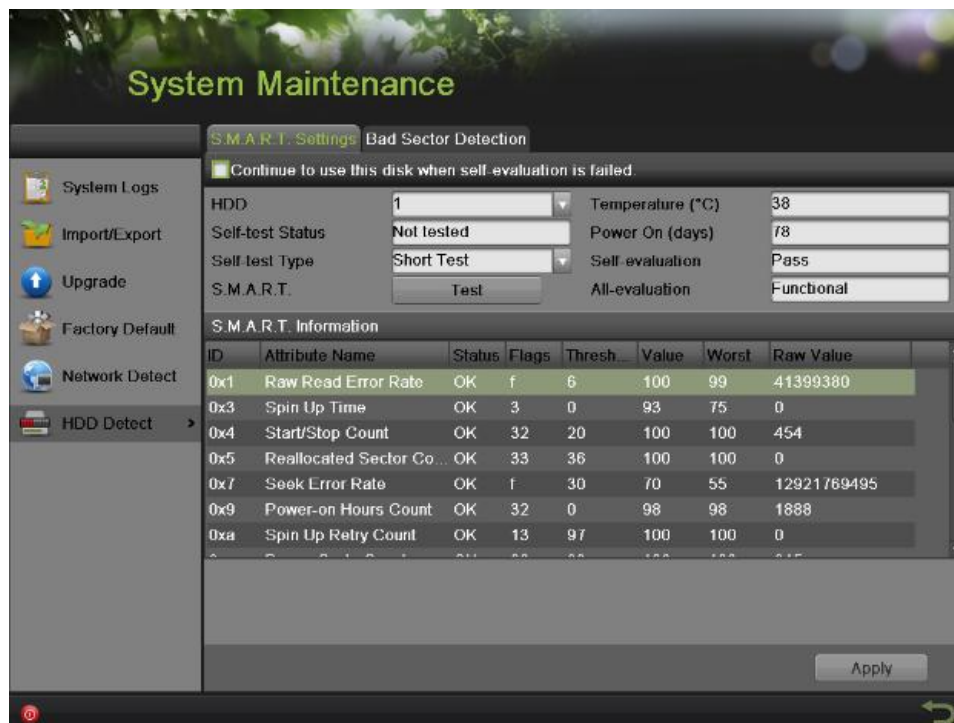 System Maintenance
S.M.A.R.T. Settings Bad Sector Detection
Continue to use this disk when self-evaluation is failed.
System Logs
Import/Export
Upgrade
Factory Default
Network Detect
HDD Detect >
HDD 1 Temperature (°C) 38
Self-test Status Not tested Power On (days) 78
Self-test Type Short Test Self-evaluation Pass
S.M.A.R.T. Test All-evaluation Functional
S.M.A.R.T. Information
ID Attribute Name Status Flags Thresh... Value Worst Raw Value
0x1 Raw Read Error Rate OK f 6 100 99 41399380
0x3 Spin Up Time OK 3 0 93 75 0
0x4 Start/Stop Count OK 32 20 100 100 454
0x5 Reallocated Sector Co... OK 33 36 100 100 0
0x7 Seek Error Rate OK f 30 70 55 12921769495
0x9 Power-on Hours Count OK 32 0 98 98 1888
0xa Spin Up Retry Count OK 13 97 100 100 0
Apply